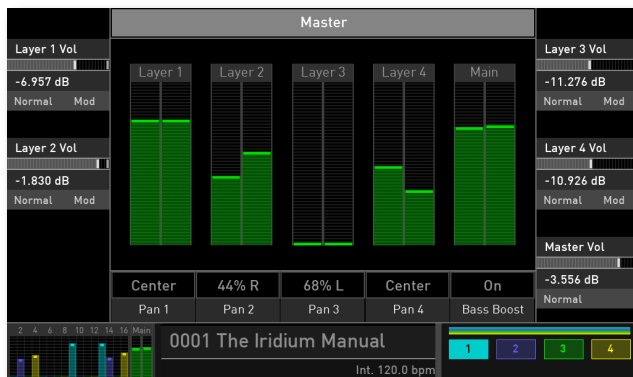 Master
Layer 1 Vol
-6.957 dB
Normal Mod
Layer 2 Vol
-1.830 dB
Normal Mod
Layer 1 Layer 2 Layer 3 Layer 4 Main
Center 44% R 68% L Center On
Pan 1 Pan 2 Pan 3 Pan 4 Bass Boost
Layer 3 Vol
-11.276 dB
Normal Mod
Layer 4 Vol
-10.926 dB
Normal Mod
Master Vol
-3.556 dB
Normal
2 4 6 8 10 12 14 16 Main
0001 The Iridium Manual
Int. 120.0 bpm
1 2 3 4